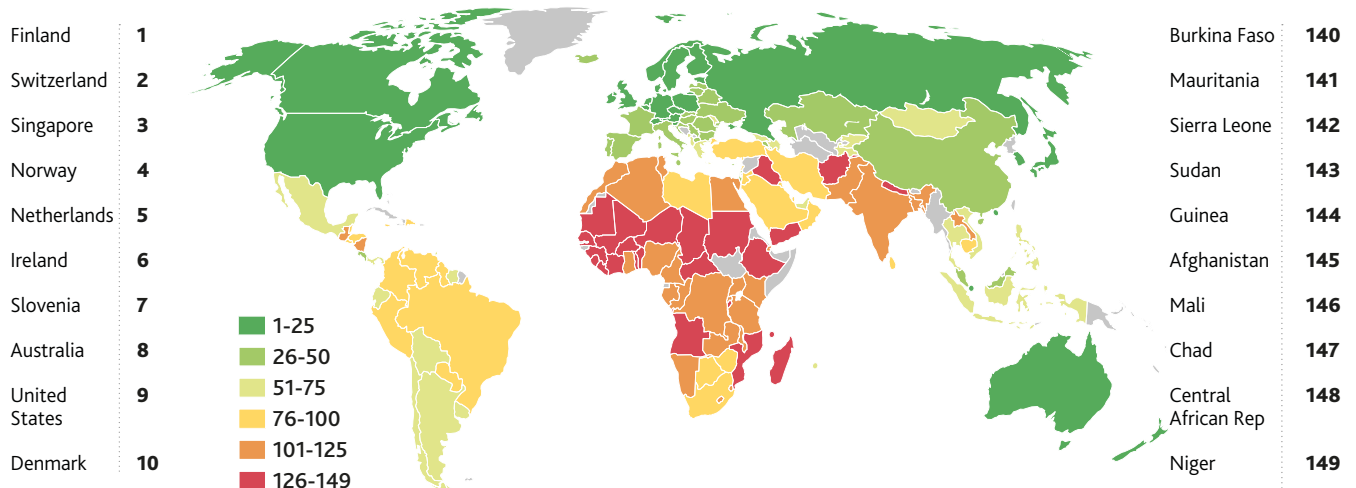 Finland 1
Switzerland 2
Singapore 3
Norway 4
Netherlands 5
Ireland 6
Slovenia 7
Australia 8
United 9
States
Denmark 10
1-25
26-50
51-75
76-100
101-125
126-149
Burkina Faso 140
Mauritania 141
Sierra Leone 142
Sudan 143
Guinea 144
Afghanistan 145
Mali 146
Chad 147
Central 148
African Rep
Niger 149